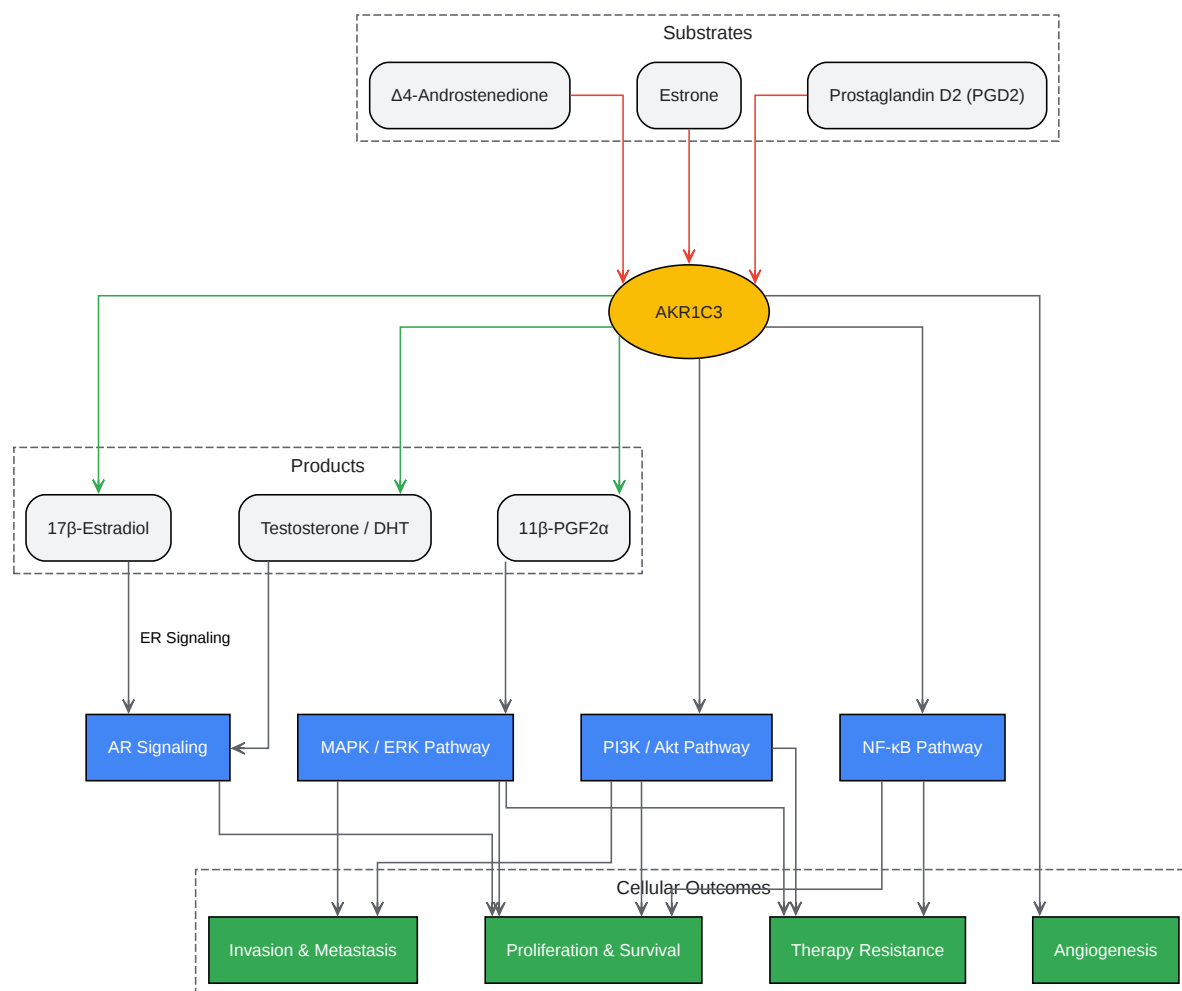 Substrates
Δ4-Androstenedione
Estrone
Prostaglandin D2 (PGD2)
AKR1C3
Products
17β-Estradiol
Testosterone / DHT
11β-PGF2α
ER Signaling
AR Signaling
MAPK / ERK Pathway
PI3K / Akt Pathway
NF-κB Pathway
Cellular Outcomes
Invasion & Metastasis
Proliferation & Survival
Therapy Resistance
Angiogenesis